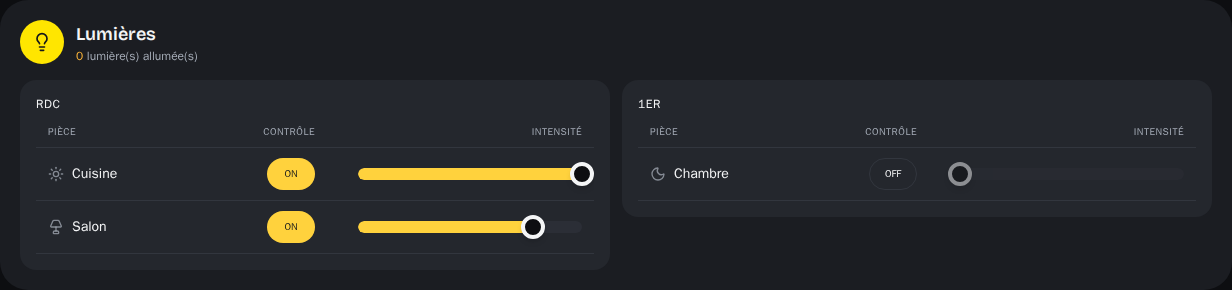 Lumières
0 lumière(s) allumée(s)
RDC
PIÈCE CONTRÔLE INTENSITÉ
Cuisine ON
Salon ON
1ER
PIÈCE CONTRÔLE INTENSITÉ
Chambre OFF